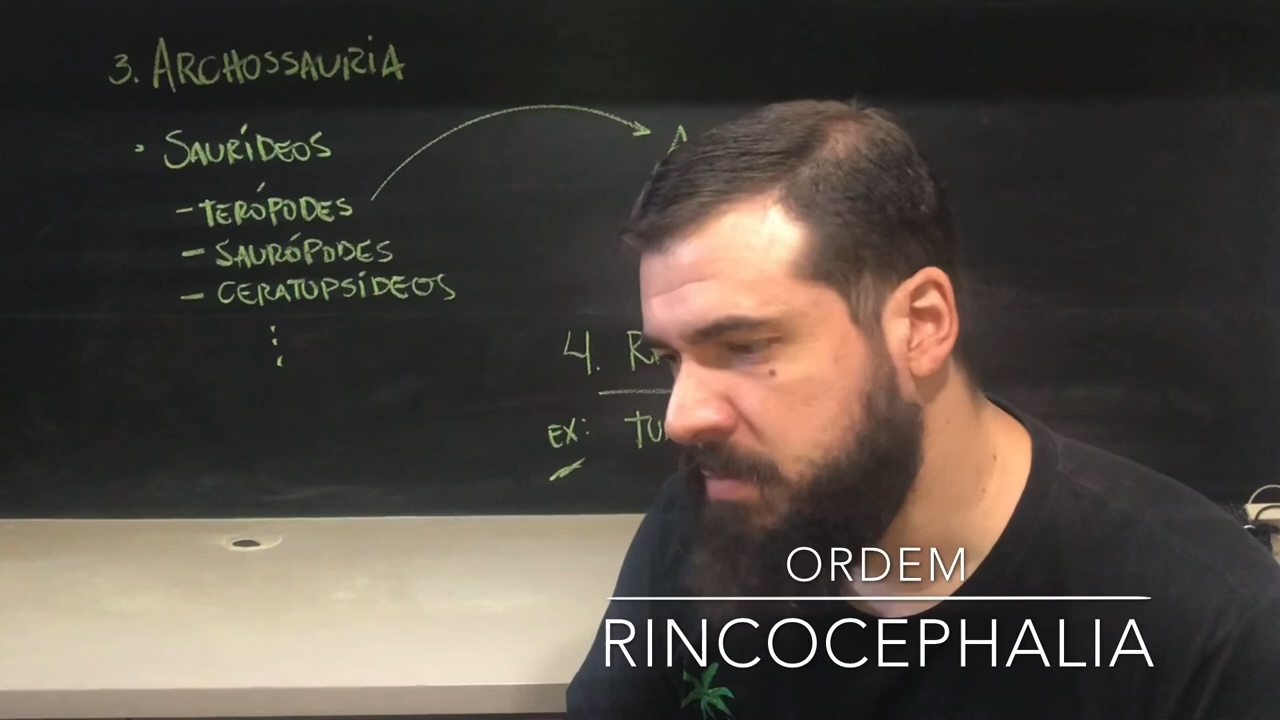 3. ARCHOSSAURIA
• SAURÍDEOS
- TERÓPODES
- SAURÓPODES
- CERATOPSÍDEOS
4.
EX:
ORDEM
RINCOCEPHALIA